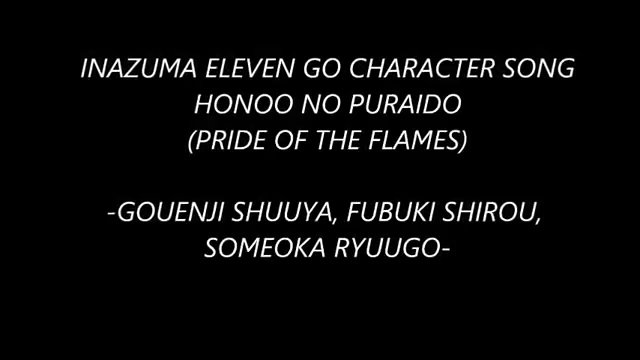 INAZUMA ELEVEN GO CHARACTER SONG
HONOO NO PURAIDO
(PRIDE OF THE FLAMES)
-GOUENJI SHUUYA, FUBUKI SHIROU,
SOMEOKA RYUUGO-